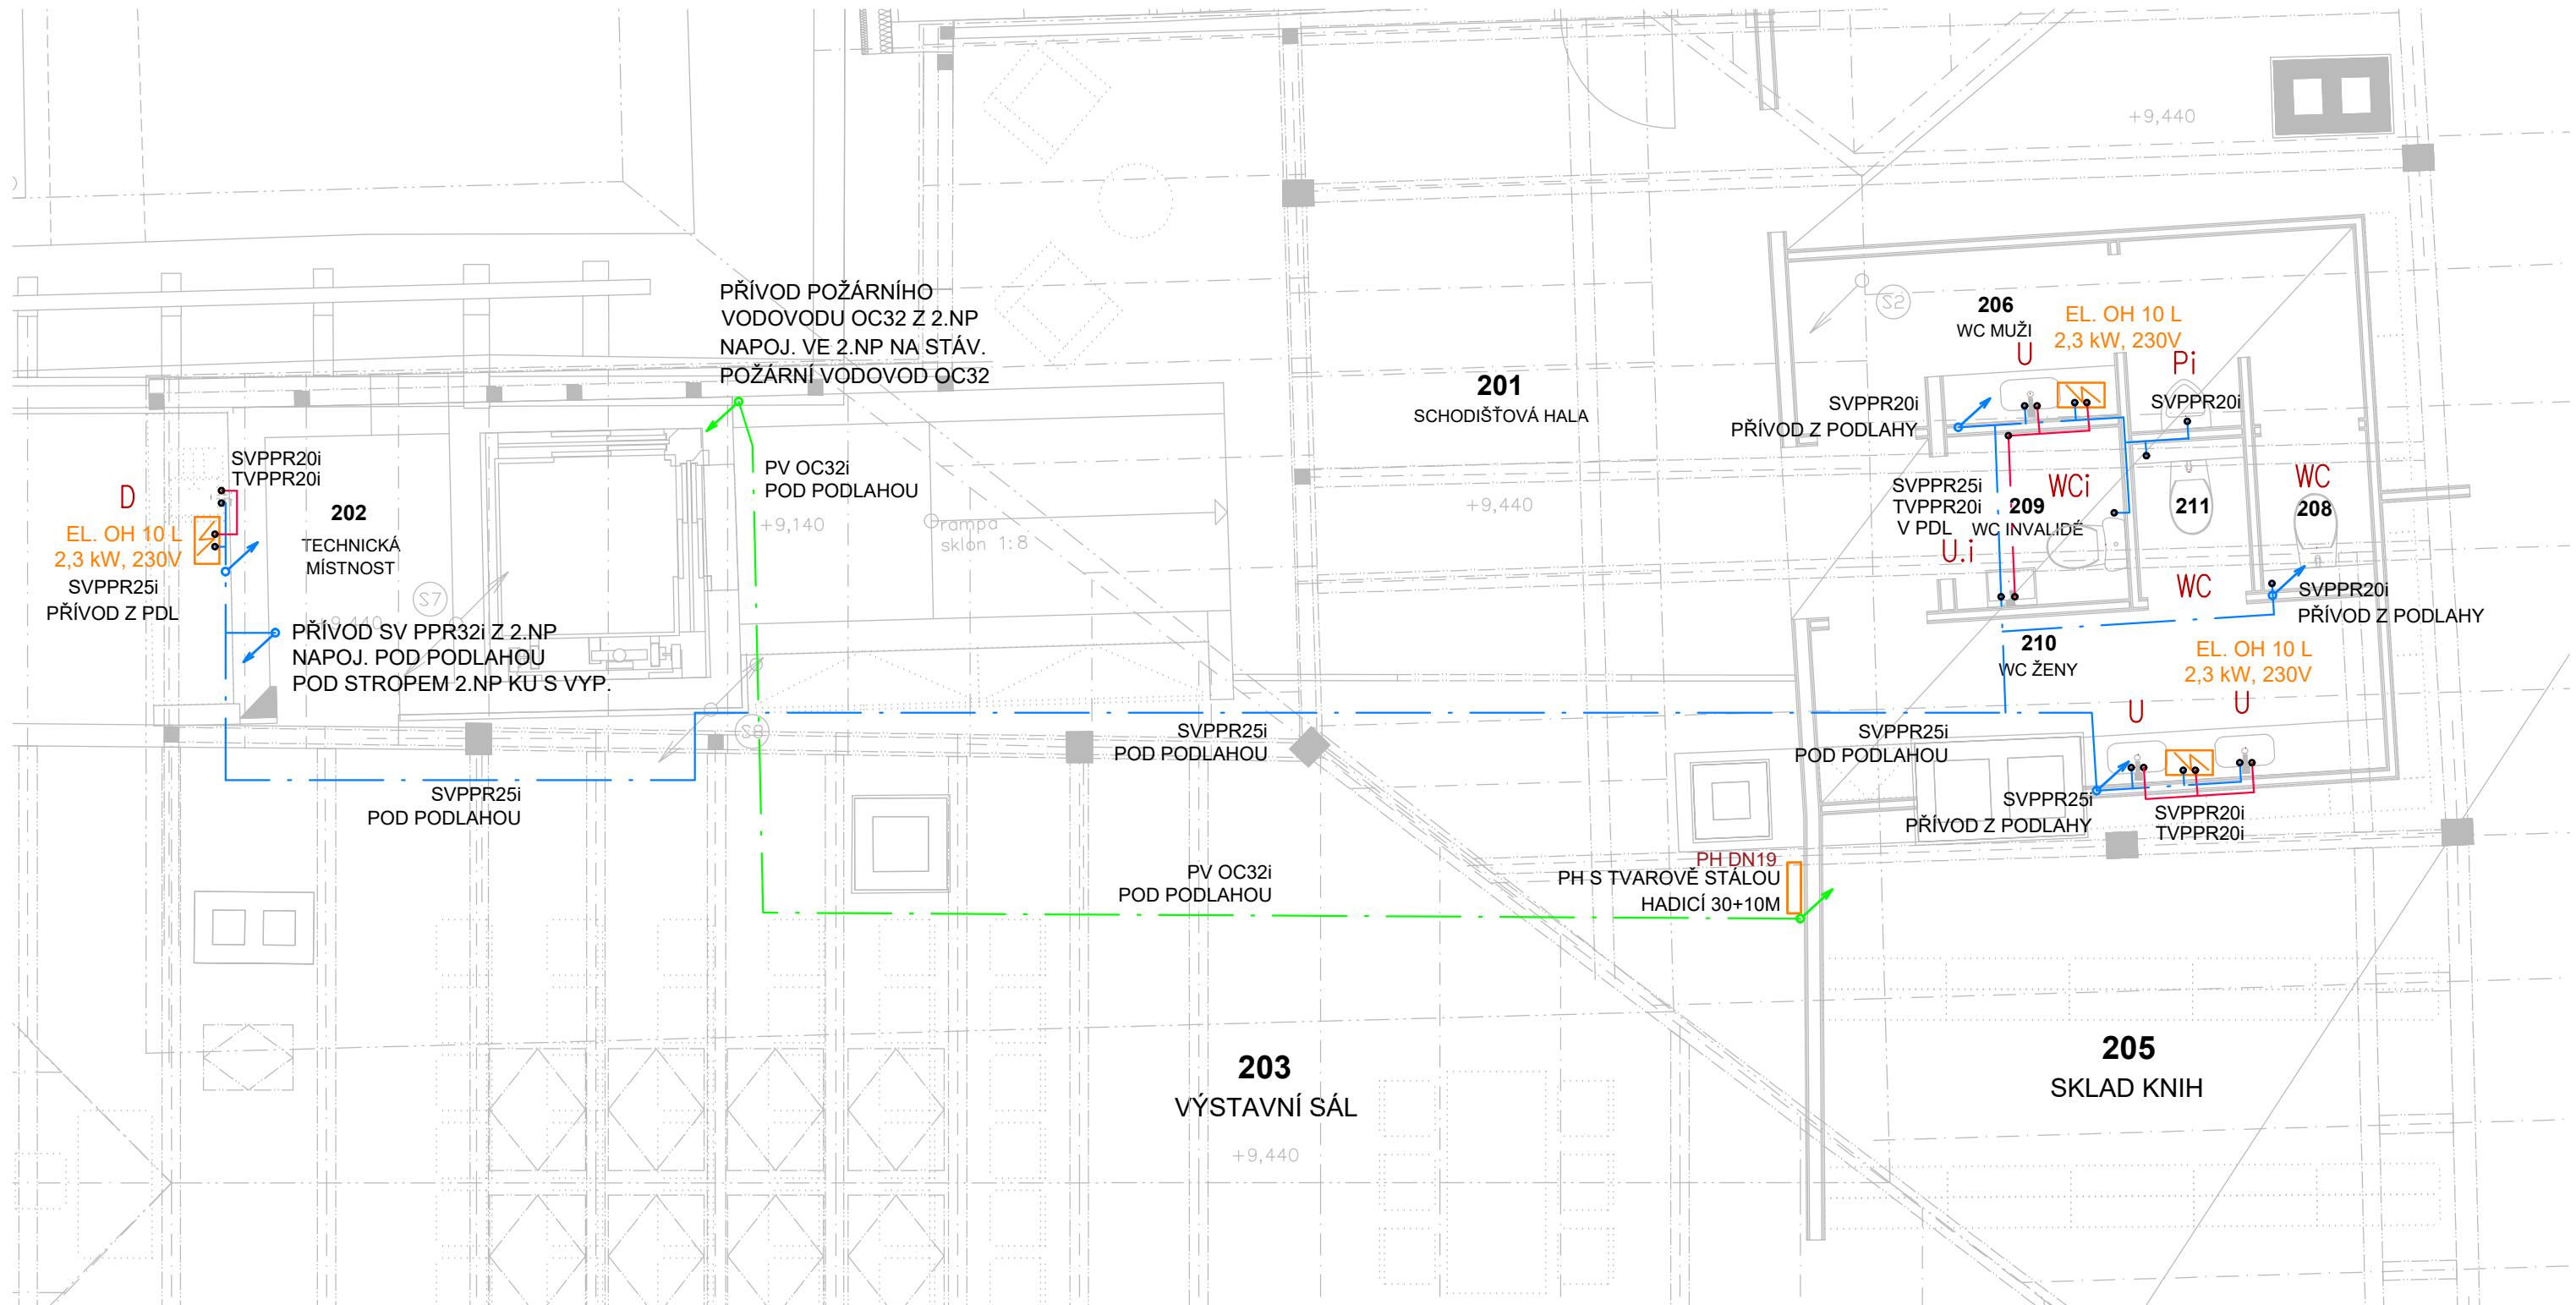 +9,440
PŘÍVOD POŽÁRNÍHO
VODOVODU OC32 Z 2.NP
NAPOJ. VE 2.NP NA STÁV.
POŽÁRNÍ VODOVOD OC32
S2
206
WC MUŽI
EL. OH 10 L
2,3 kW, 230V
U
Pi
201
SCHODIŠŤOVÁ HALA
SVPPR20i
PŘÍVOD Z PODLAHY
SVPPR20i
SVPPR20i
TVPPR20i
D
202
TECHNICKÁ
MÍSTNOST
EL. OH 10 L
2,3 kW, 230V
SVPPR25i
PŘÍVOD Z PDL
PV OC32i
POD PODLAHOU
+9,140
rampa
sklon 1:8
+9,440
SVPPR25i
TVPPR20i
V PDL
WCi
209
WC INVALIDÉ
U.i
211
WC
WC
208
SVPPR20i
PŘÍVOD Z PODLAHY
S7
+9,440
PŘÍVOD SV PPR32i Z 2.NP
NAPOJ. POD PODLAHOU
POD STROPEM 2.NP KU S VYP.
210
WC ŽENY
EL. OH 10 L
2,3 kW, 230V
U
U
S8
SVPPR25i
POD PODLAHOU
SVPPR25i
POD PODLAHOU
SVPPR25i
POD PODLAHOU
SVPPR25i
PŘÍVOD Z PODLAHY
SVPPR20i
TVPPR20i
PV OC32i
POD PODLAHOU
PH DN19
PH S TVAROVĚ STÁLOU
HADICÍ 30+10M
203
VÝSTAVNÍ SÁL
+9,440
205
SKLAD KNIH